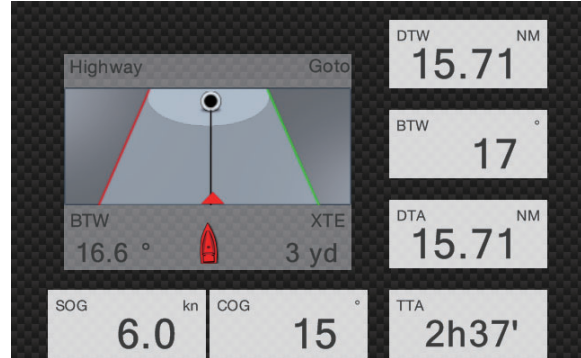 DTW NM
15.71
Highway Goto
BTW °
17
BTW XTE
16.6 ° 3 yd
DTA NM
15.71
SOG kn
6.0
COG °
15
TTA
2h37'